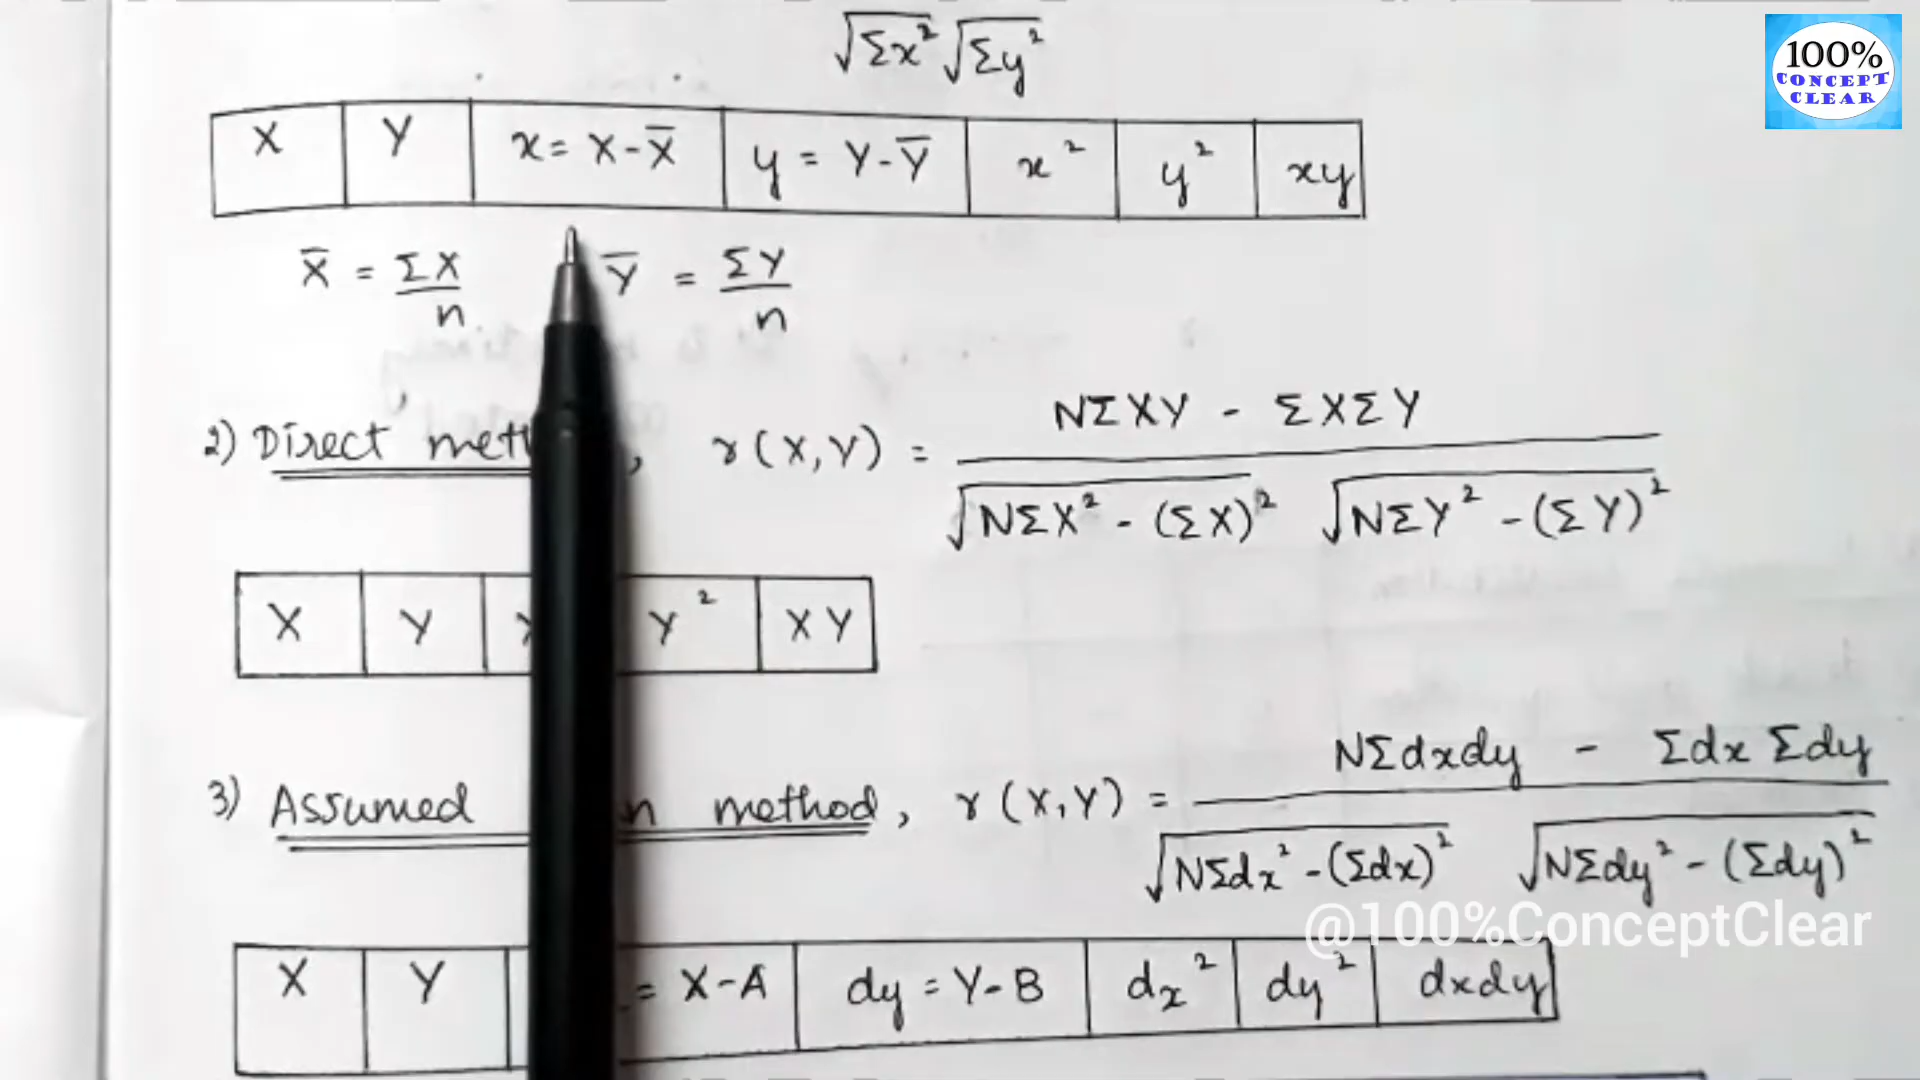 √Σx² √Σy²
100%
CONCEPT
CLEAR
X Y x = X-X̄ y = Y-Ȳ x² y² xy
X̄ = ΣX/n Ȳ = ΣY/n
2) Direct , r(X,Y) = NΣXY - ΣXΣY / √NΣX² - (ΣX)² √NΣY² - (ΣY)²
X Y Y² XY
3) Assumed method, r(X,Y) = NΣdxdy - Σdx Σdy / √NΣdx² - (Σdx)² √NΣdy² - (Σdy)²
@100%ConceptClear
X Y = X-A dy = Y-B dx² dy² dxdy